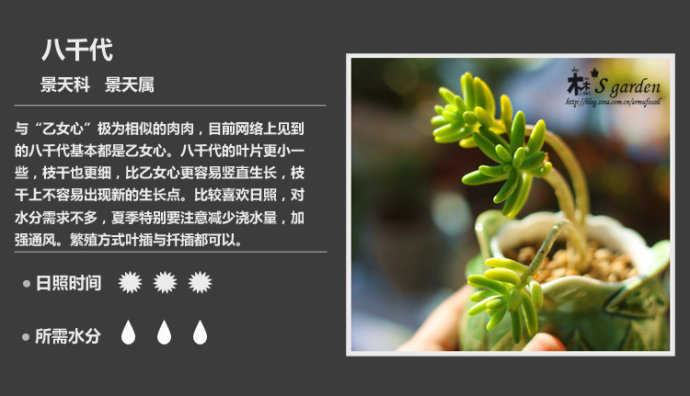 八千代
景天科 景天属
与“乙女心”极为相似的肉肉，目前网络上见到
的八千代基本都是乙女心。八千代的叶片更小一
些，枝干也更细，比乙女心更容易竖直生长，枝
干上不容易出现新的生长点。比较喜欢日照，对
水分需求不多，夏季特别要注意减少浇水量，加
强通风。繁殖方式叶插与扦插都可以。
日照时间
所需水分
'S garden
http://blog.sina.com.cn/ermufossil